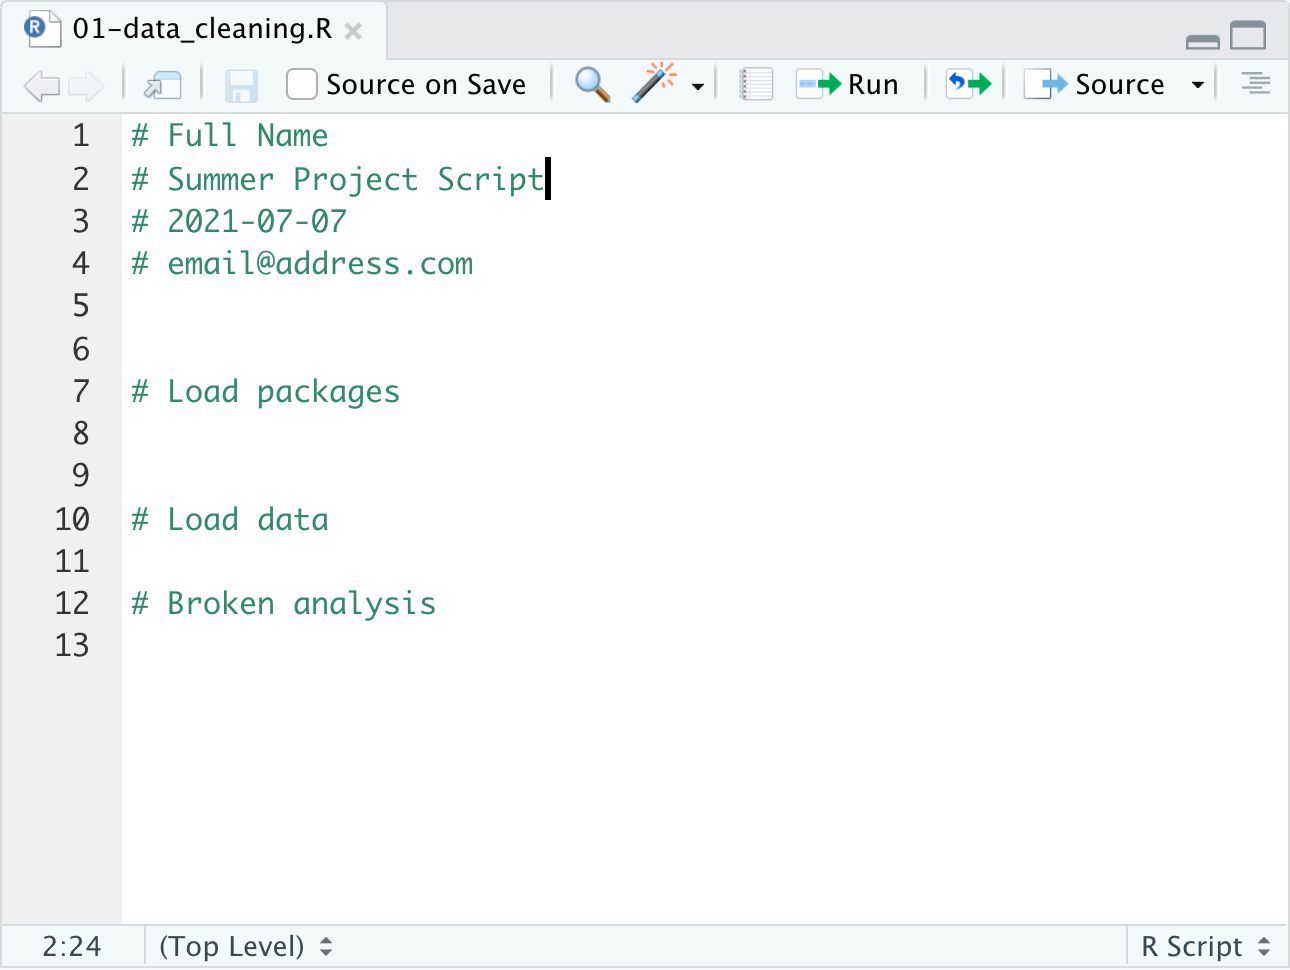 01-data_cleaning.R
Source on Save Run Source
1 # Full Name
2 # Summer Project Script
3 # 2021-07-07
4 # email@address.com
5
6
7 # Load packages
8
9
10 # Load data
11
12 # Broken analysis
13
2:24 (Top Level) R Script